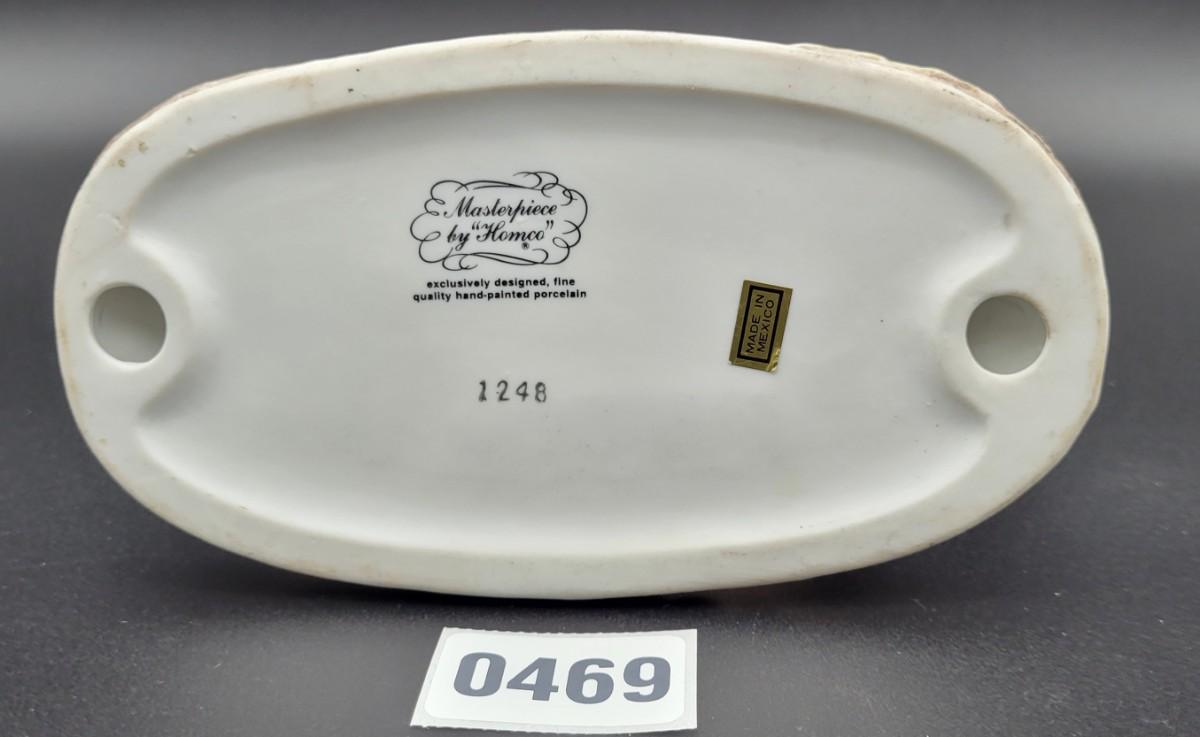 Masterpiece
by "Homco"
®
exclusively designed, fine
quality hand-painted porcelain
MADE IN
MEXICO
1248
0469